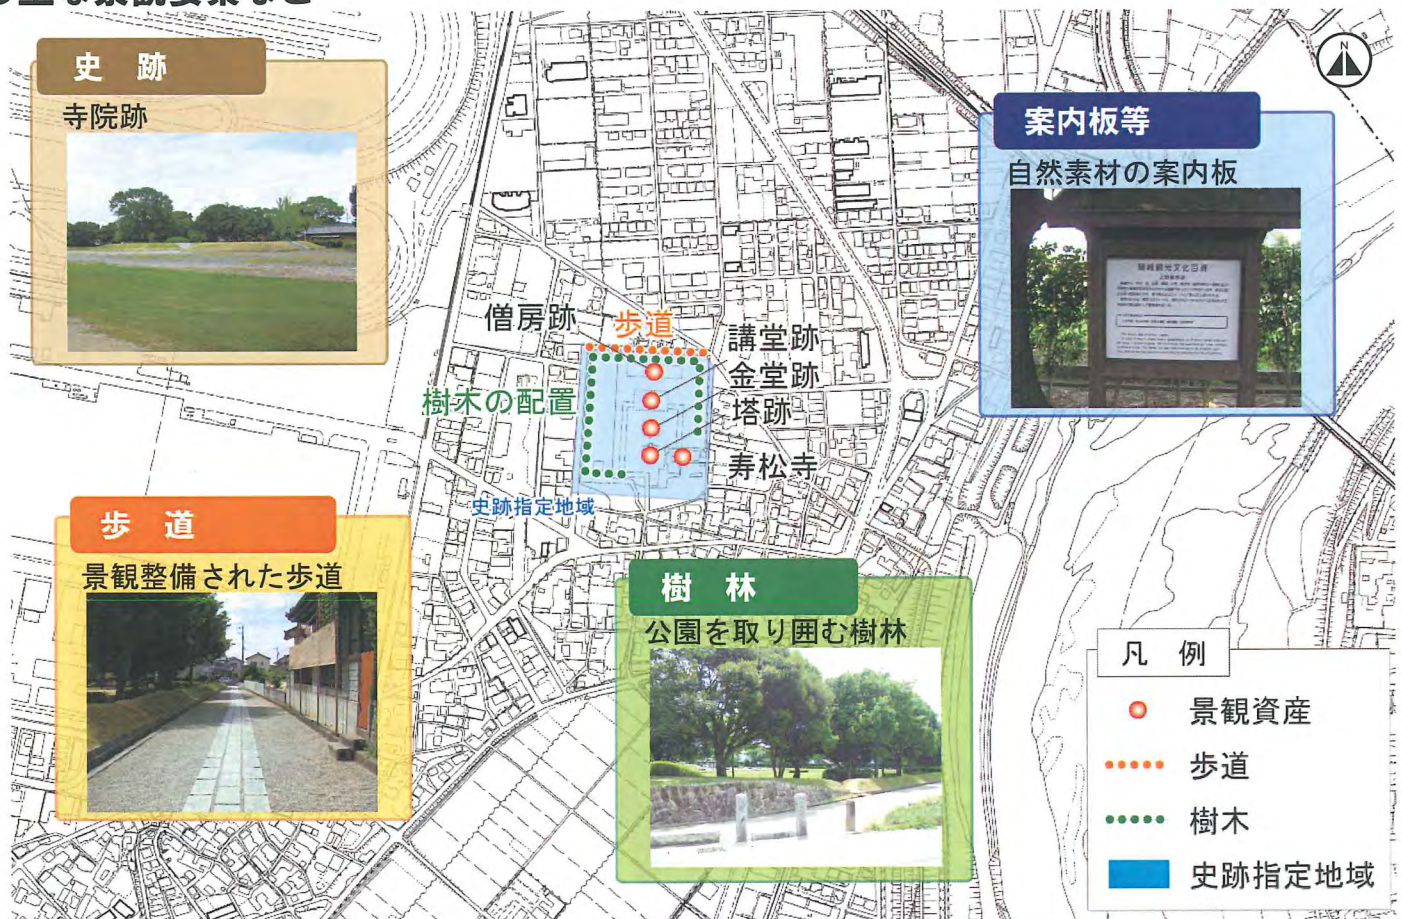 史 跡
寺院跡
案内板等
自然素材の案内板
僧房跡
歩道
講堂跡
金堂跡
塔跡
寿松寺
樹木の配置
史跡指定地域
歩 道
景観整備された歩道
樹 林
公園を取り囲む樹林
N
凡 例
景観資産
歩道
樹木
史跡指定地域